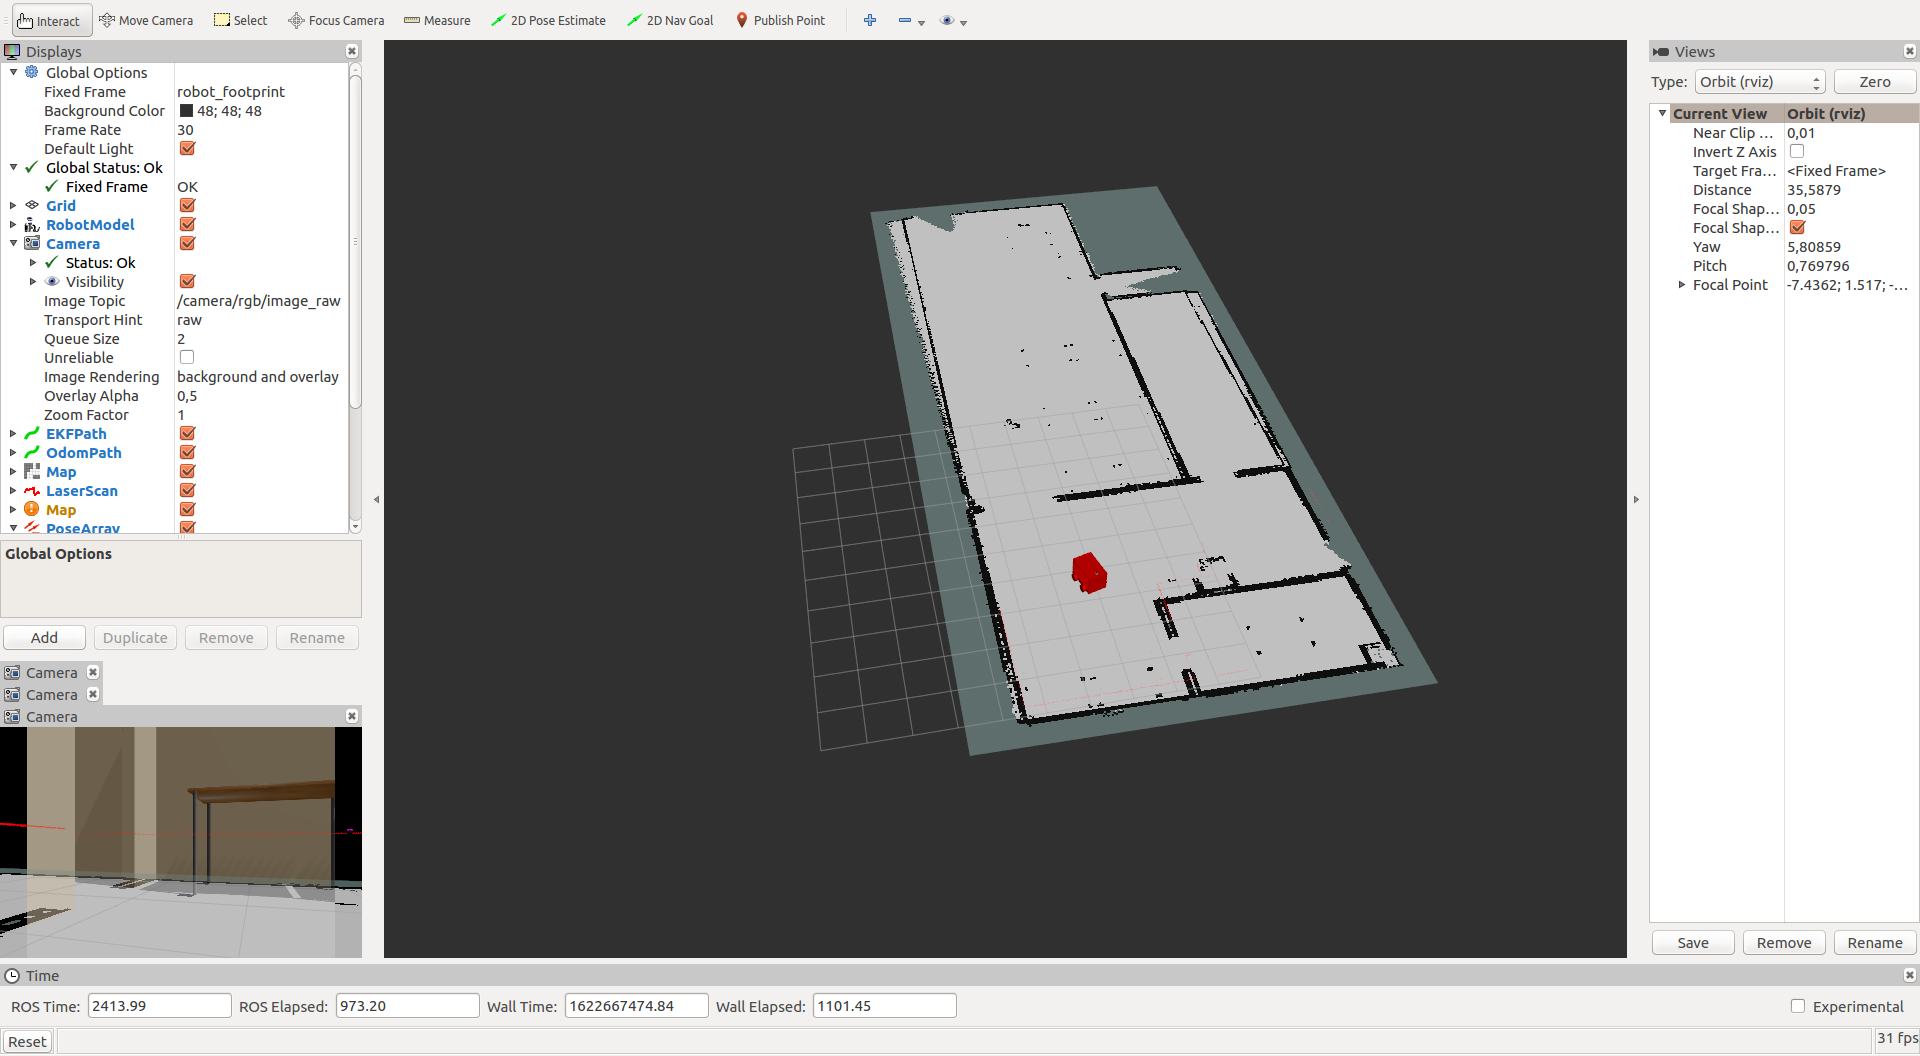 Interact Move Camera Select Focus Camera Measure 2D Pose Estimate 2D Nav Goal Publish Point
Displays
Global Options
Fixed Frame robot_footprint
Background Color 48; 48; 48
Frame Rate 30
Default Light
Global Status: Ok
Fixed Frame OK
Grid
RobotModel
Camera
Status: Ok
Visibility
Image Topic /camera/rgb/image_raw
Transport Hint raw
Queue Size 2
Unreliable
Image Rendering background and overlay
Overlay Alpha 0,5
Zoom Factor 1
EKFPath
OdomPath
Map
LaserScan
Map
PoseArray
Global Options
Add Duplicate Remove Rename
Camera
Camera
Camera
Views
Type: Orbit (rviz) Zero
Current View Orbit (rviz)
Near Clip ... 0,01
Invert Z Axis
Target Fra... <Fixed Frame>
Distance 35,5879
Focal Shap... 0,05
Focal Shap...
Yaw 5,80859
Pitch 0,769796
Focal Point -7.4362; 1.517; -...
Save Remove Rename
Time
ROS Time: 2413.99 ROS Elapsed: 973.20 Wall Time: 1622667474.84 Wall Elapsed: 1101.45 Experimental
Reset 31 fps